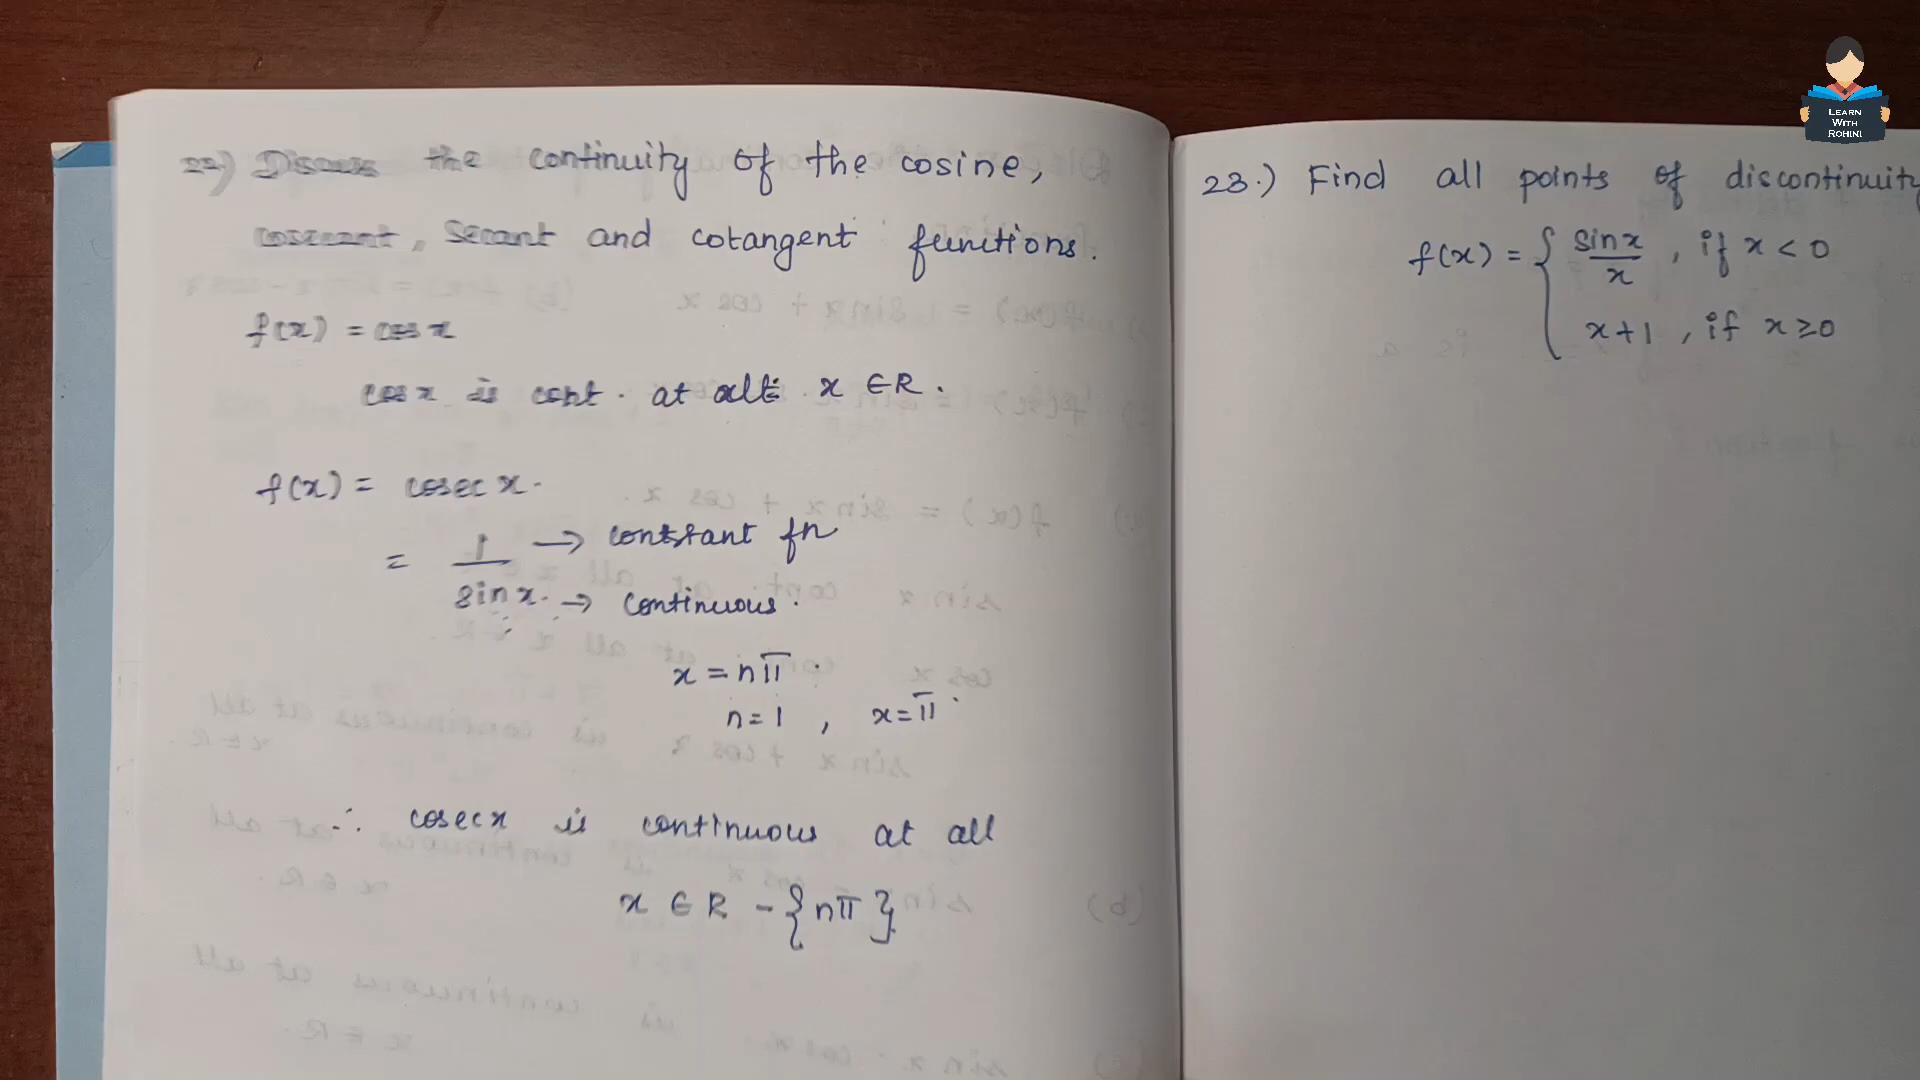 22) Discuss the continuity of the cosine,
cosecant, secant and cotangent functions.
f(x) = cos x
cos x is cont. at all x ∈ R.
f(x) = cosec x.
= 1/sin x. → constant fn
→ continuous.
x = nπ.
n = 1, x = π.
∴ cosec x is continuous at all
x ∈ R - {nπ}
23.) Find all points of discontinuity
f(x) = { sin x / x , if x < 0
x + 1 , if x ≥ 0
LEARN
WITH
ROHINI